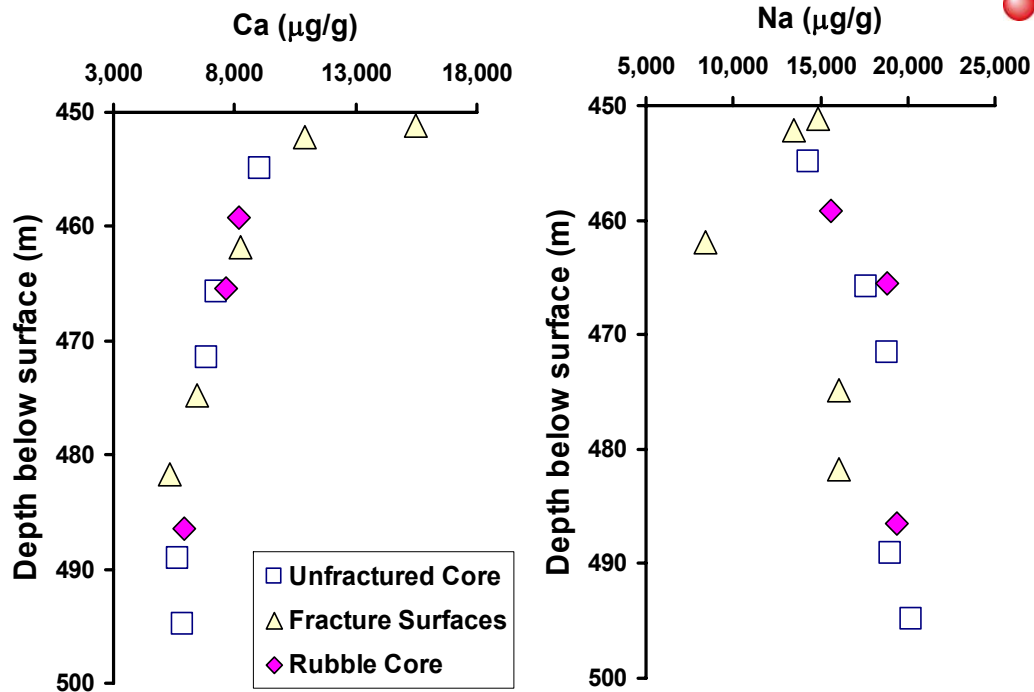 Ca (μg/g)
3,000 8,000 13,000 18,000
450
460
470
480
490
500
Depth below surface (m)
Unfractured Core
Fracture Surfaces
Rubble Core
Na (μg/g)
5,000 10,000 15,000 20,000 25,000
450
460
470
480
490
500
Depth below surface (m)